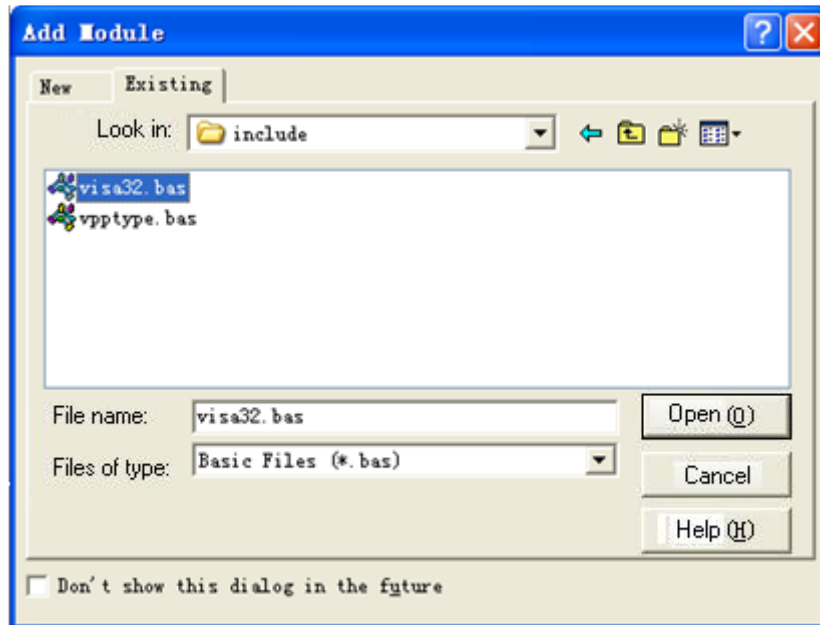 Add Module
New Existing
Look in: include
visa32.bas
vpptype.bas
File name: visa32.bas Open (O)
Files of type: Basic Files (*.bas)
Cancel
Help (H)
Don't show this dialog in the future